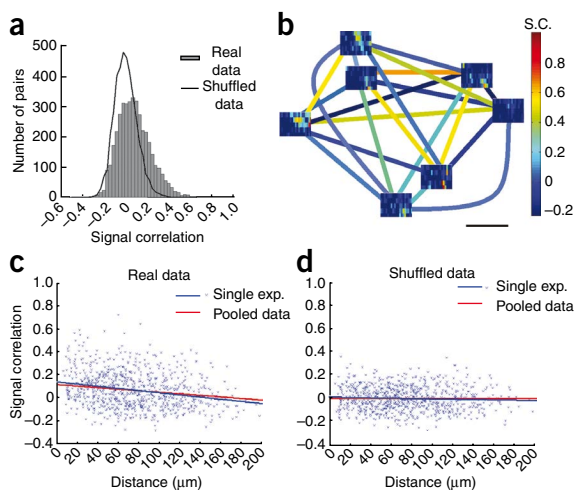 a
500
400
300
200
100
0
Number of pairs
Real
data
Shuffled
data
–0.6
–0.4
–0.2
0
0.2
0.4
0.6
0.8
1.0
Signal correlation
b
S.C.
0.8
0.6
0.4
0.2
0
–0.2
c
Real data
Single exp.
Pooled data
1.0
0.8
0.6
0.4
0.2
0
–0.2
–0.4
Signal correlation
0
20
40
60
80
100
120
140
160
180
200
Distance (μm)
d
Shuffled data
Single exp.
Pooled data
1.0
0.8
0.6
0.4
0.2
0
–0.2
–0.4
0
20
40
60
80
100
120
140
160
180
200
Distance (μm)